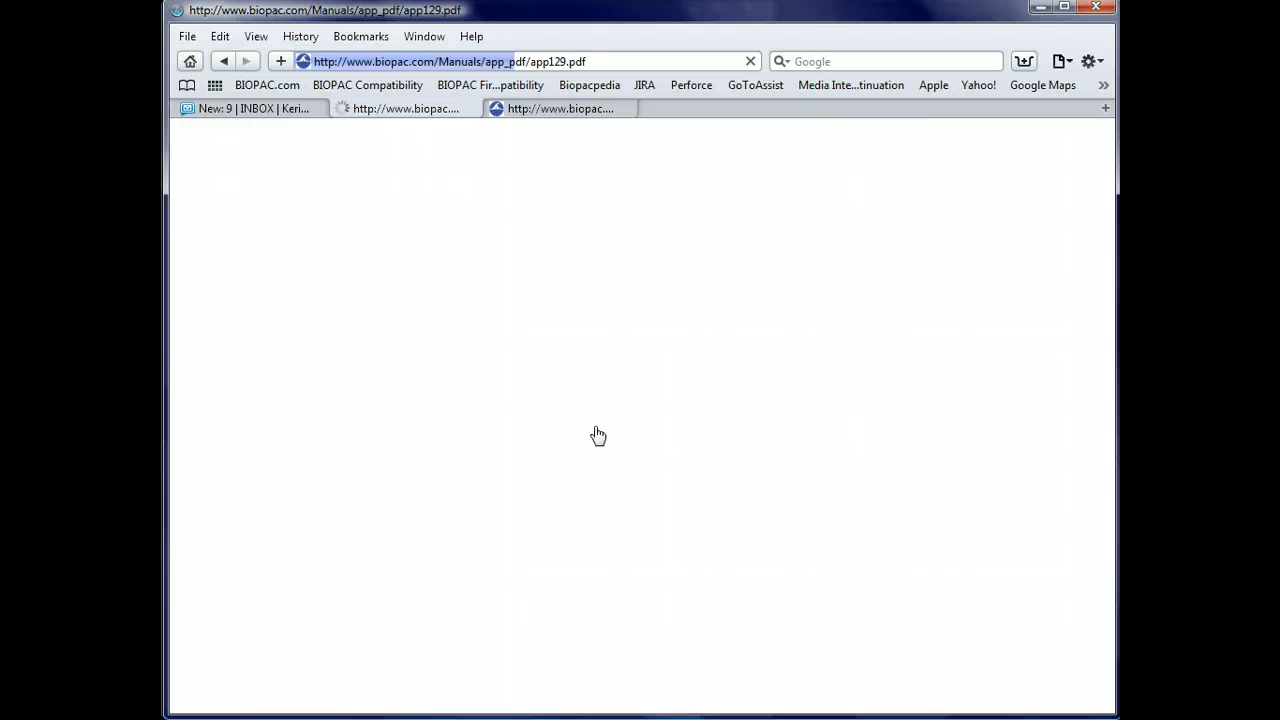 http://www.biopac.com/Manuals/app_pdf/app129.pdf
File Edit View History Bookmarks Window Help
http://www.biopac.com/Manuals/app_pdf/app129.pdf Google
BIOPAC.com BIOPAC Compatibility BIOPAC Fir...patibility Biopacpedia JIRA Perforce GoToAssist Media Inte...tinuation Apple Yahoo! Google Maps »
New: 9 | INBOX | Keri... http://www.biopac.... http://www.biopac....